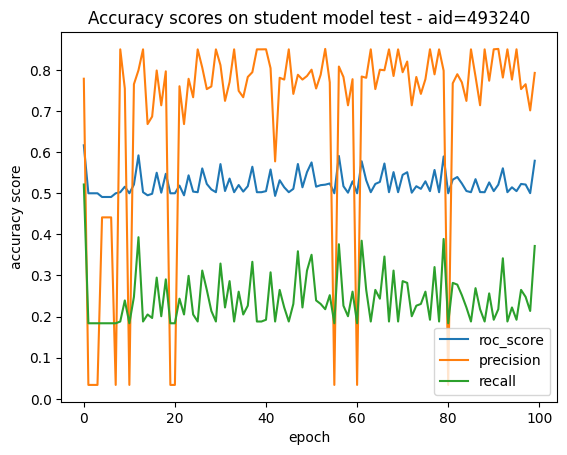 Accuracy scores on student model test - aid=493240
accuracy score
0.8
0.7
0.6
0.5
0.4
0.3
0.2
0.1
0.0
0
20
40
60
80
100
epoch
roc_score
precision
recall